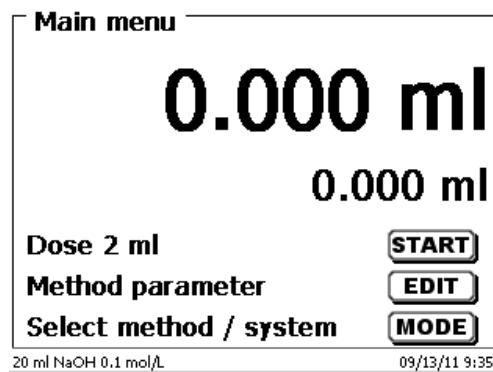 Main menu
0.000 ml
0.000 ml
Dose 2 ml START
Method parameter EDIT
Select method / system MODE
20 ml NaOH 0.1 mol/L 09/13/11 9:35